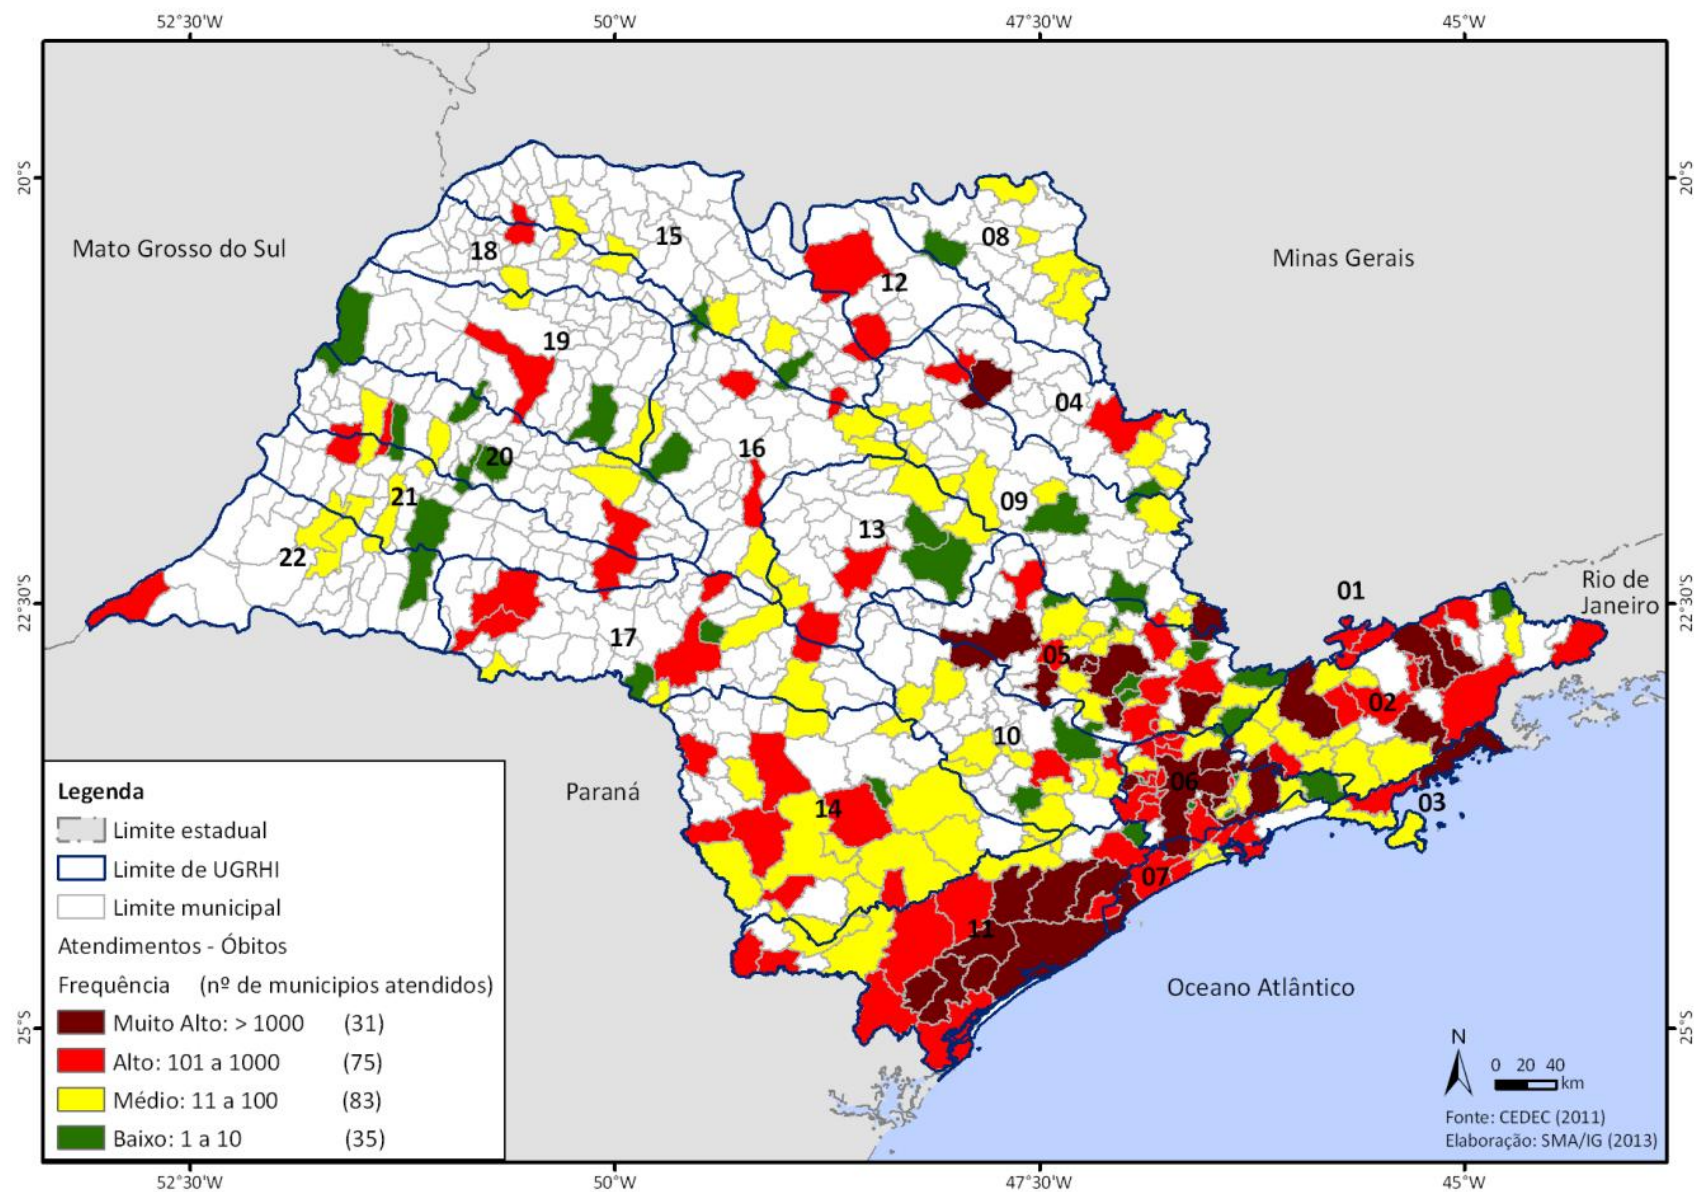 52°30'W 50°W 47°30'W 45°W
20°S 20°S
Mato Grosso do Sul
Minas Gerais
15
08
18
12
19
04
16
20
21
09
13
22
01
Rio de
Janeiro
22°30'S 22°30'S
17
05
02
10
Paraná
06
03
14
07
11
Oceano Atlântico
Legenda
Limite estadual
Limite de UGRHI
Limite municipal
Atendimentos - Óbitos
Frequência (nº de municipios atendidos)
Muito Alto: > 1000 (31)
Alto: 101 a 1000 (75)
Médio: 11 a 100 (83)
Baixo: 1 a 10 (35)
25°S 25°S
N
0 20 40
km
Fonte: CEDEC (2011)
Elaboração: SMA/IG (2013)
52°30'W 50°W 47°30'W 45°W